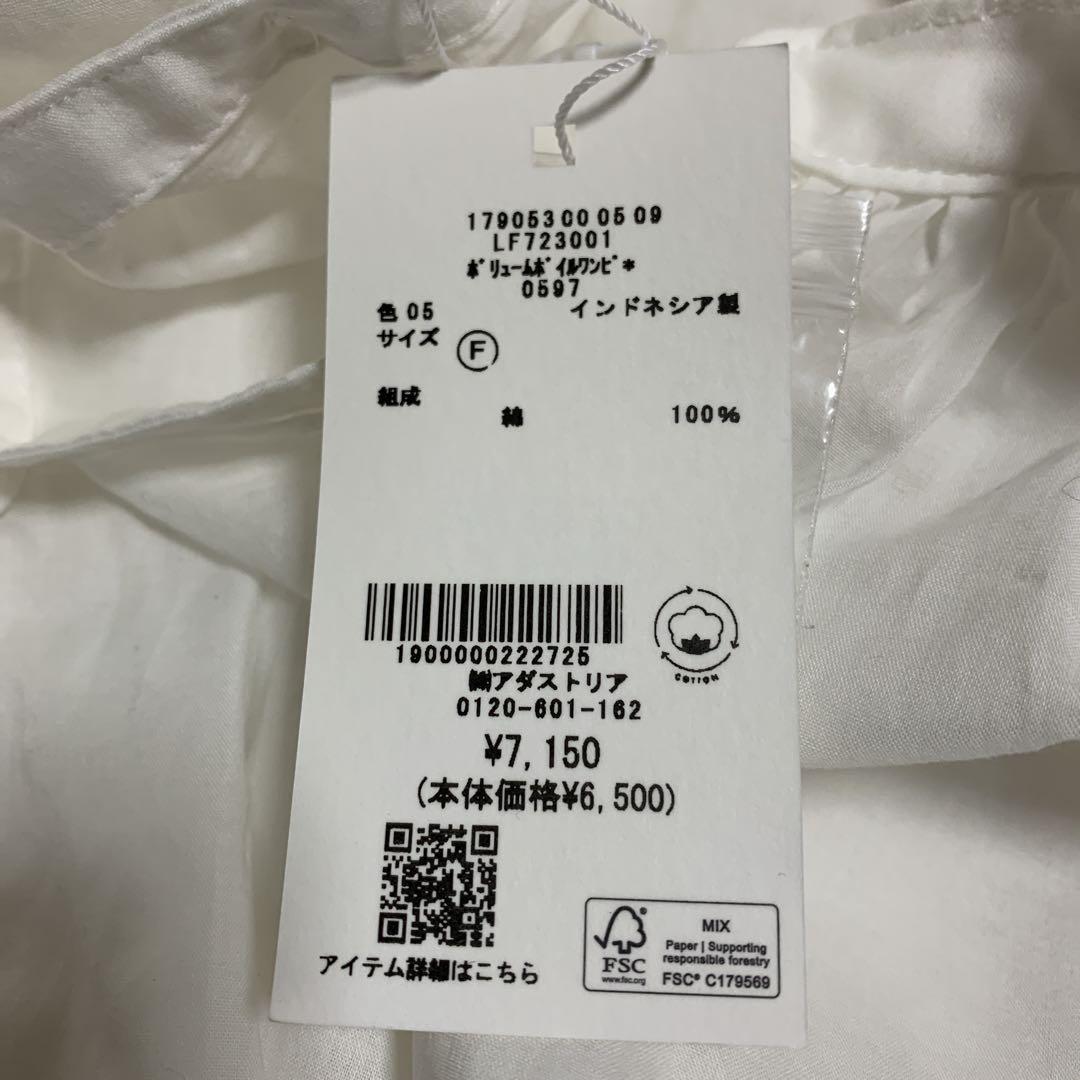 179053 00 05 09
LF723001
ﾎﾞﾘｭｰﾑﾎﾞｲﾙﾜﾝﾋﾟ*
0597
色 05 インドネシア製
サイズ F
組成
綿 100%
1900000222725
COTTON
㈱アダストリア
0120-601-162
¥7,150
(本体価格¥6,500)
アイテム詳細はこちら
FSC
www.fsc.org
MIX
Paper | Supporting
responsible forestry
FSC® C179569